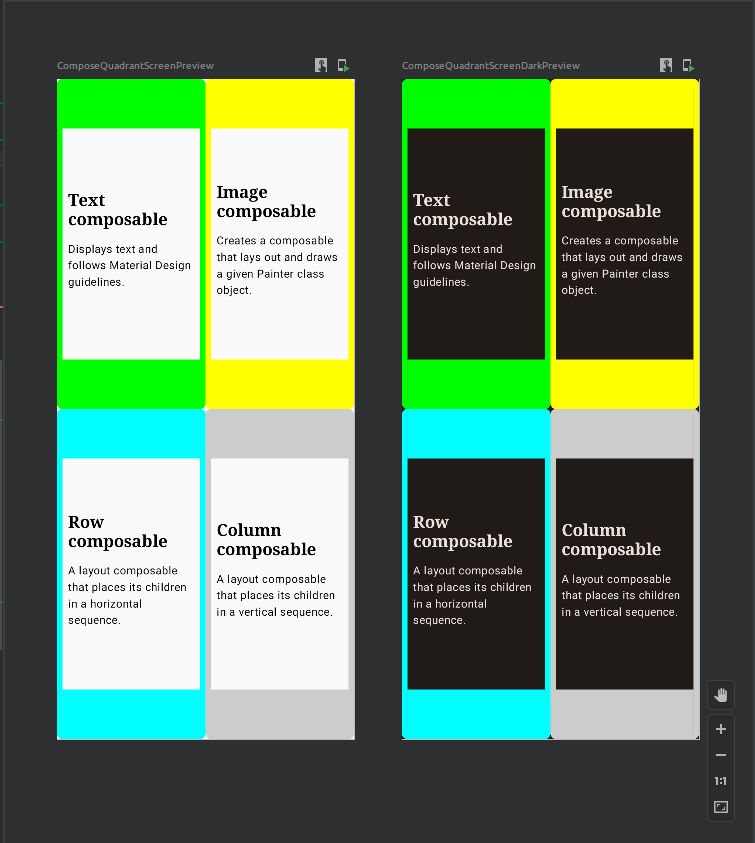 ComposeQuadrantScreenPreview
Text
composable
Displays text and
follows Material Design
guidelines.
Image
composable
Creates a composable
that lays out and draws
a given Painter class
object.
Row
composable
A layout composable
that places its children
in a horizontal
sequence.
Column
composable
A layout composable
that places its children
in a vertical sequence.
ComposeQuadrantScreenDarkPreview
Text
composable
Displays text and
follows Material Design
guidelines.
Image
composable
Creates a composable
that lays out and draws
a given Painter class
object.
Row
composable
A layout composable
that places its children
in a horizontal
sequence.
Column
composable
A layout composable
that places its children
in a vertical sequence.
1:1